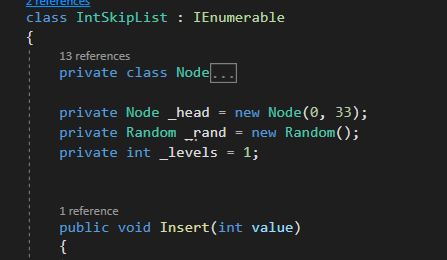 2 references
class IntSkipList : IEnumerable
{
13 references
private class Node...
private Node _head = new Node(0, 33);
private Random _rand = new Random();
private int _levels = 1;
1 reference
public void Insert(int value)
{